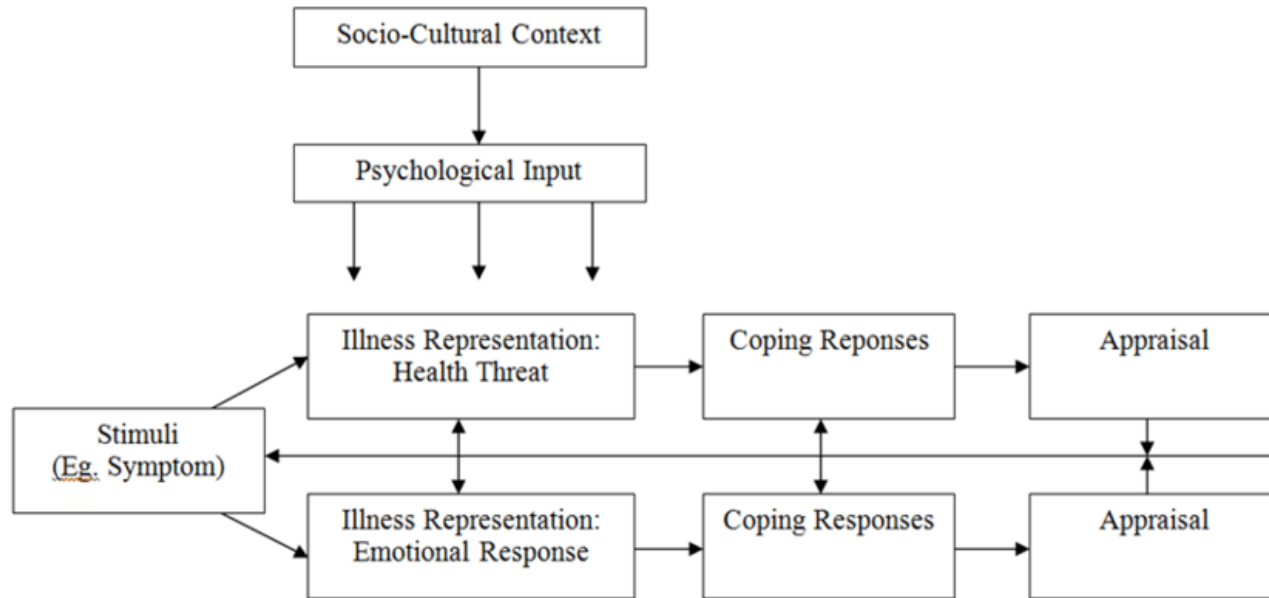 Socio-Cultural Context
Psychological Input
Illness Representation:
Health Threat
Coping Reponses
Appraisal
Stimuli
(Eg. Symptom)
Illness Representation:
Emotional Response
Coping Responses
Appraisal